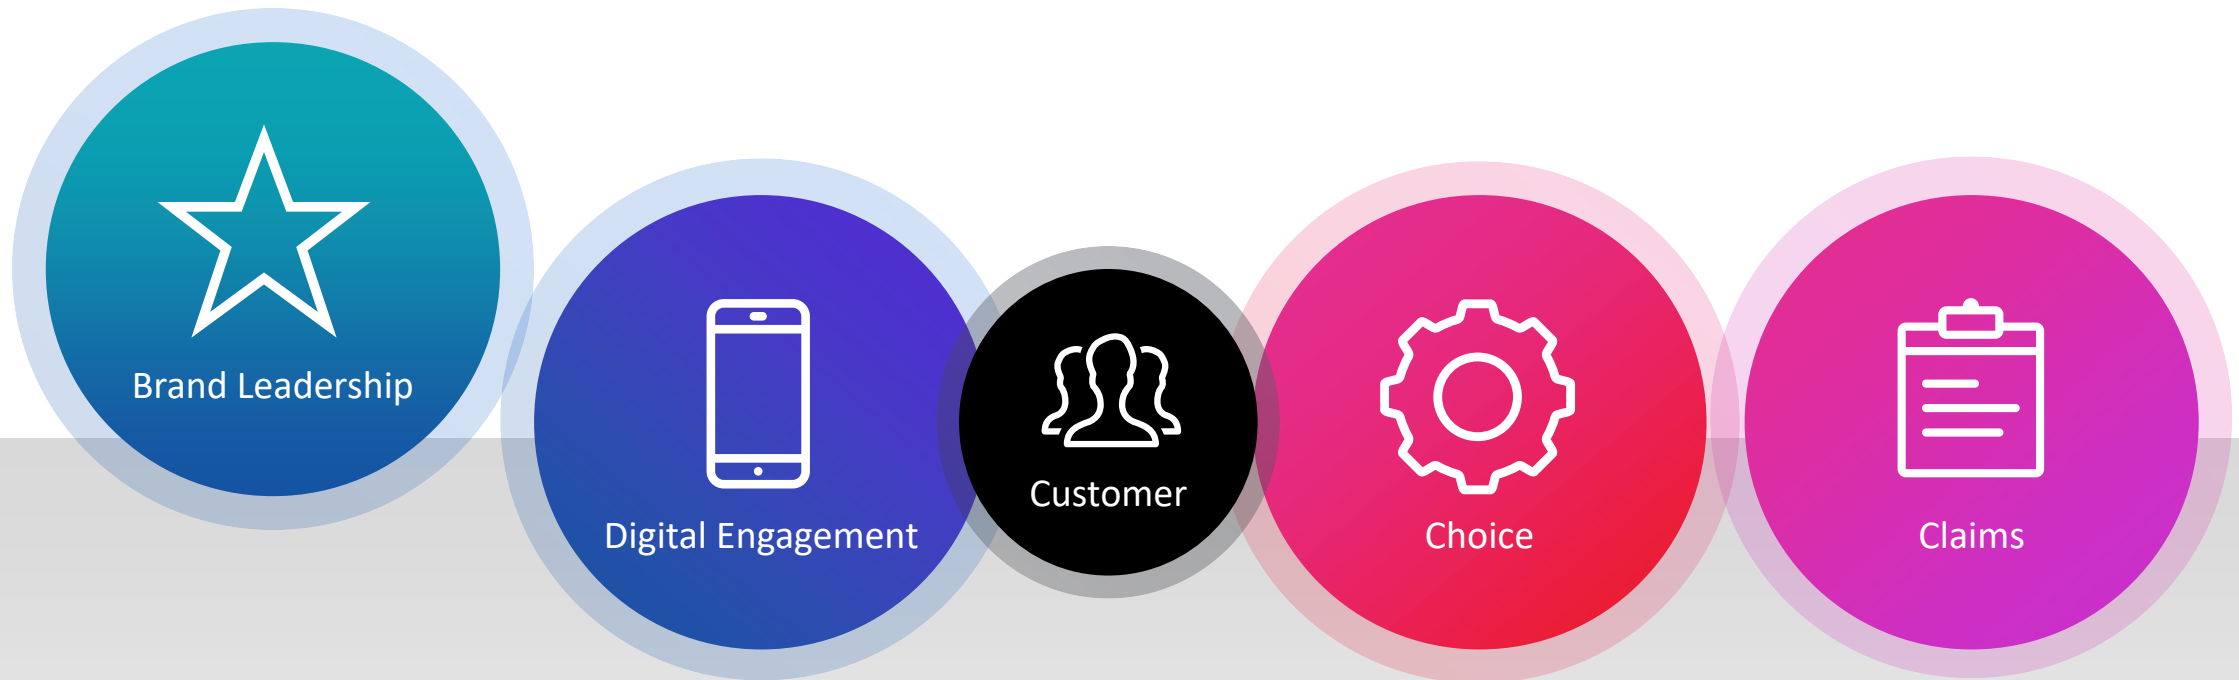 Brand Leadership
Digital Engagement
Customer
Choice
Claims